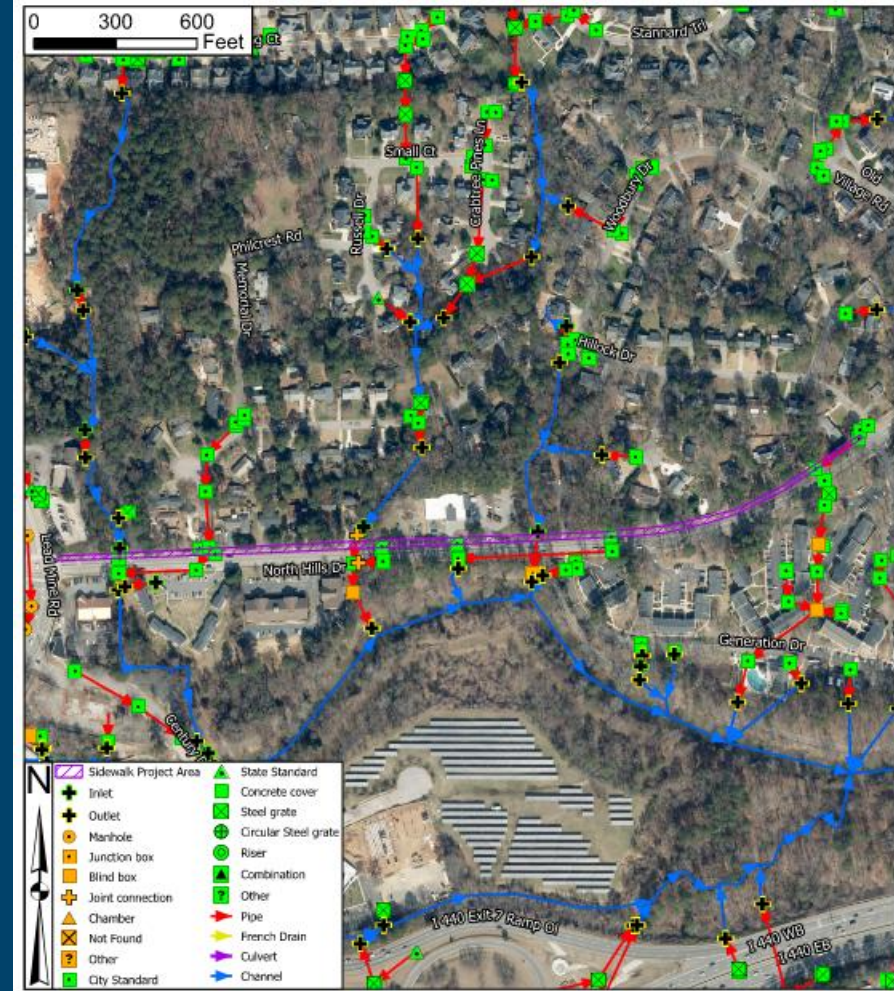 0 300 600
Feet
g Ct
Stannard Trl
Small Ct
Crabtree Pines Ln
Woodbury Dr
Old
Village Rd
Russell Dr
Philcrest Rd
Memorial Dr
Hillock Dr
Lead Mine Rd
North Hills Dr
Generation Dr
Century
N
Sidewalk Project Area
Inlet
Outlet
Manhole
Junction box
Blind box
Joint connection
Chamber
Not Found
? Other
City Standard
State Standard
Concrete cover
Steel grate
Circular Steel grate
Riser
Combination
? Other
Pipe
French Drain
Culvert
Channel
I 440 Exit 7 Ramp Ol
I 440 WB
I 440 EB